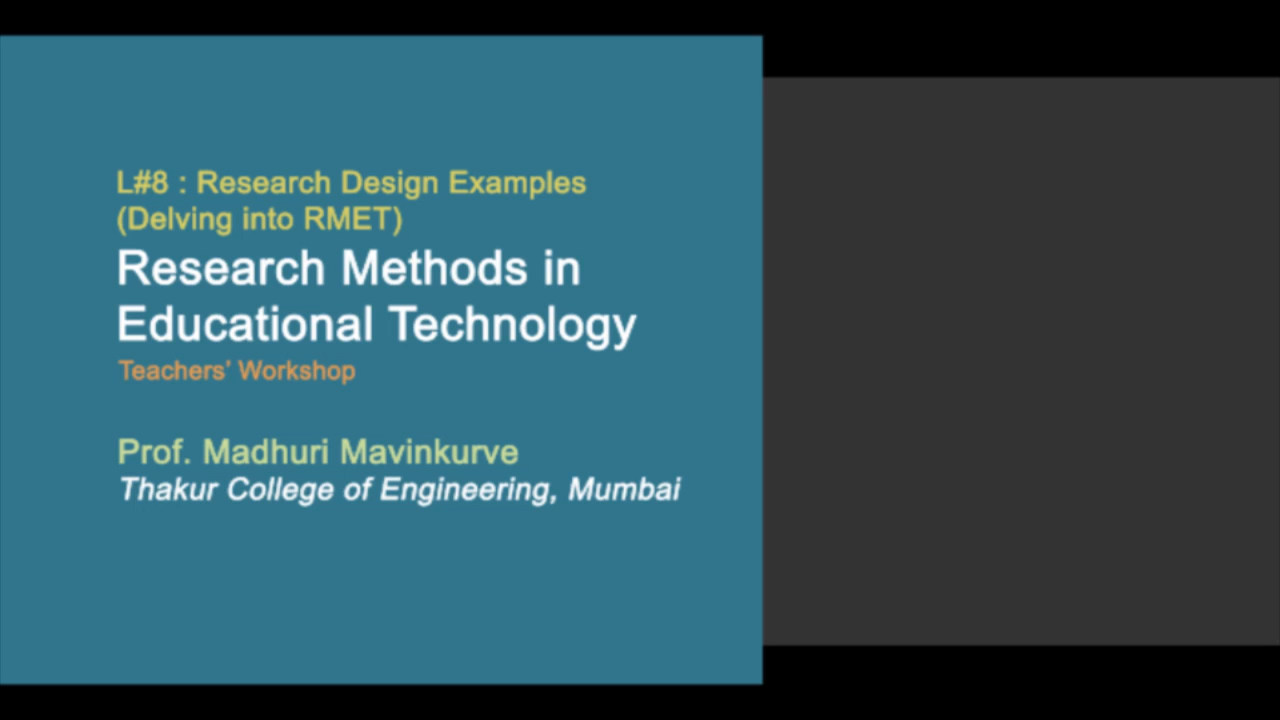 L#8 : Research Design Examples
(Delving into RMET)
Research Methods in
Educational Technology
Teachers’ Workshop
Prof. Madhuri Mavinkurve
Thakur College of Engineering, Mumbai